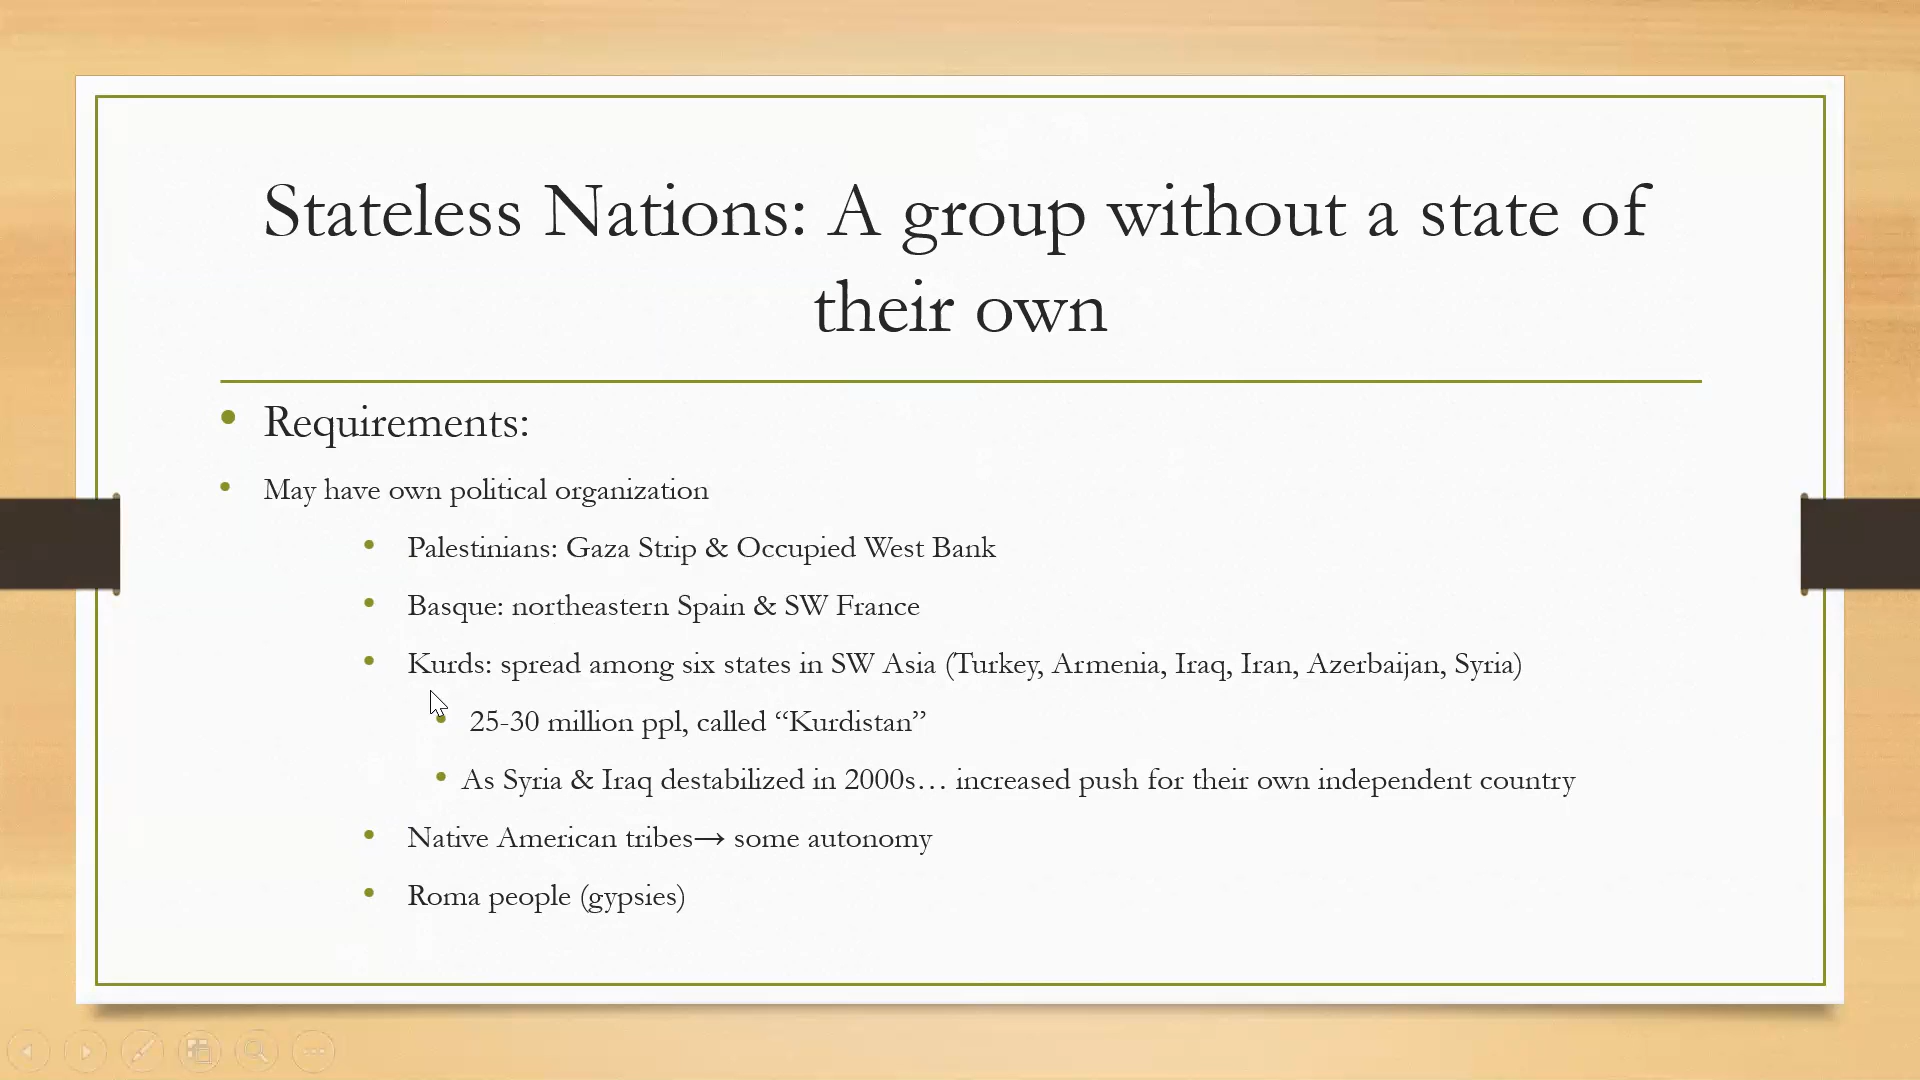 Stateless Nations: A group without a state of
their own
• Requirements:
• May have own political organization
• Palestinians: Gaza Strip & Occupied West Bank
• Basque: northeastern Spain & SW France
• Kurds: spread among six states in SW Asia (Turkey, Armenia, Iraq, Iran, Azerbaijan, Syria)
• 25-30 million ppl, called “Kurdistan”
• As Syria & Iraq destabilized in 2000s… increased push for their own independent country
• Native American tribes→ some autonomy
• Roma people (gypsies)